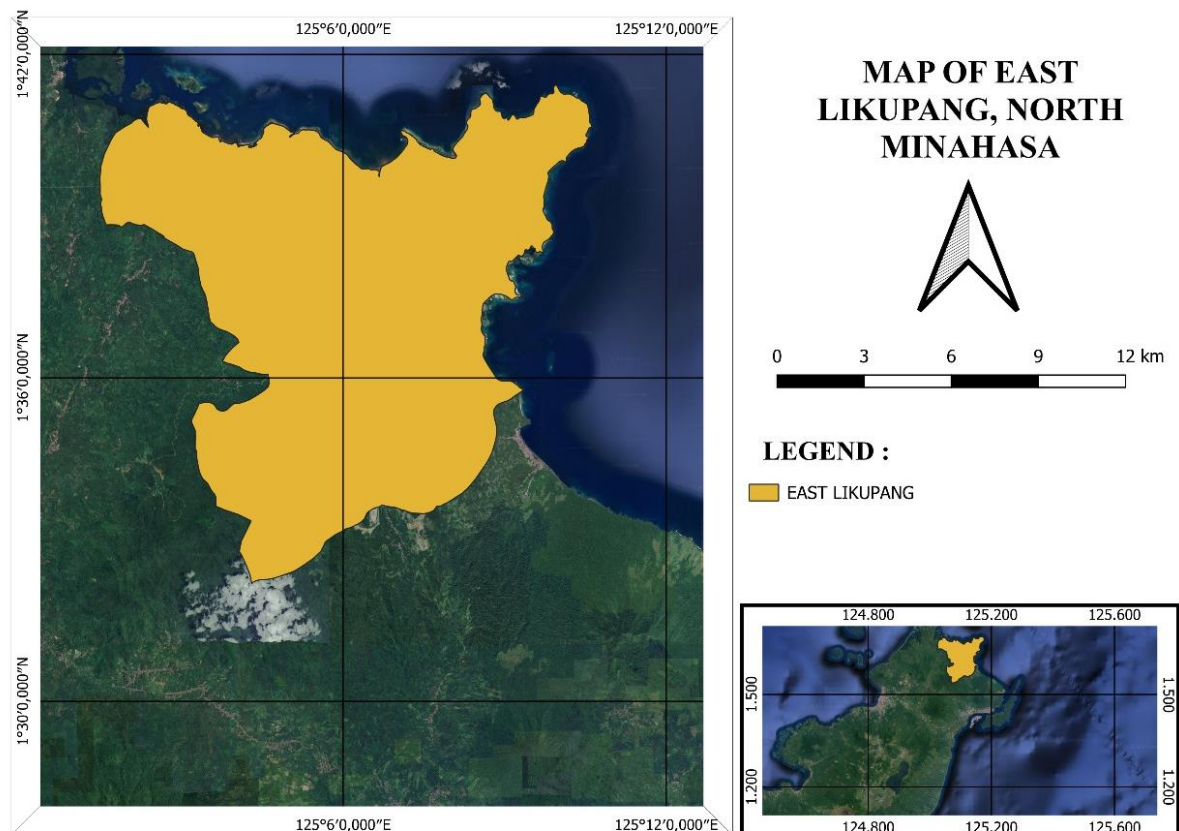 125°6'0,000"E
125°12'0,000"E
1°42'0,000"N
1°36'0,000"N
1°30'0,000"N
125°6'0,000"E
125°12'0,000"E
MAP OF EAST
LIKUPANG, NORTH
MINAHASA
0 3 6 9 12 km
LEGEND :
EAST LIKUPANG
124.800 125.200 125.600
1.500 1.500
1.200 1.200
124.800 125.200 125.600